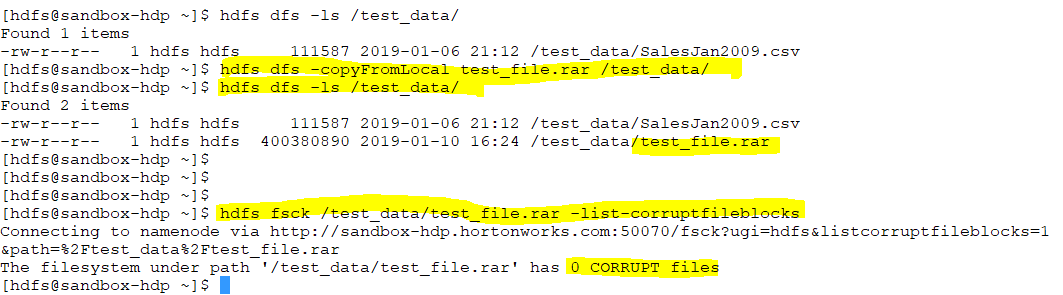 [hdfs@sandbox-hdp ~]$ hdfs dfs -ls /test_data/
Found 1 items
-rw-r--r--   1 hdfs hdfs     111587 2019-01-06 21:12 /test_data/SalesJan2009.csv
[hdfs@sandbox-hdp ~]$ hdfs dfs -copyFromLocal test_file.rar /test_data/
[hdfs@sandbox-hdp ~]$ hdfs dfs -ls /test_data/
Found 2 items
-rw-r--r--   1 hdfs hdfs     111587 2019-01-06 21:12 /test_data/SalesJan2009.csv
-rw-r--r--   1 hdfs hdfs  400380890 2019-01-10 16:24 /test_data/test_file.rar
[hdfs@sandbox-hdp ~]$
[hdfs@sandbox-hdp ~]$
[hdfs@sandbox-hdp ~]$
[hdfs@sandbox-hdp ~]$ hdfs fsck /test_data/test_file.rar -list-corruptfileblocks
Connecting to namenode via http://sandbox-hdp.hortonworks.com:50070/fsck?ugi=hdfs&listcorruptfileblocks=1
&path=%2Ftest_data%2Ftest_file.rar
The filesystem under path '/test_data/test_file.rar' has 0 CORRUPT files
[hdfs@sandbox-hdp ~]$